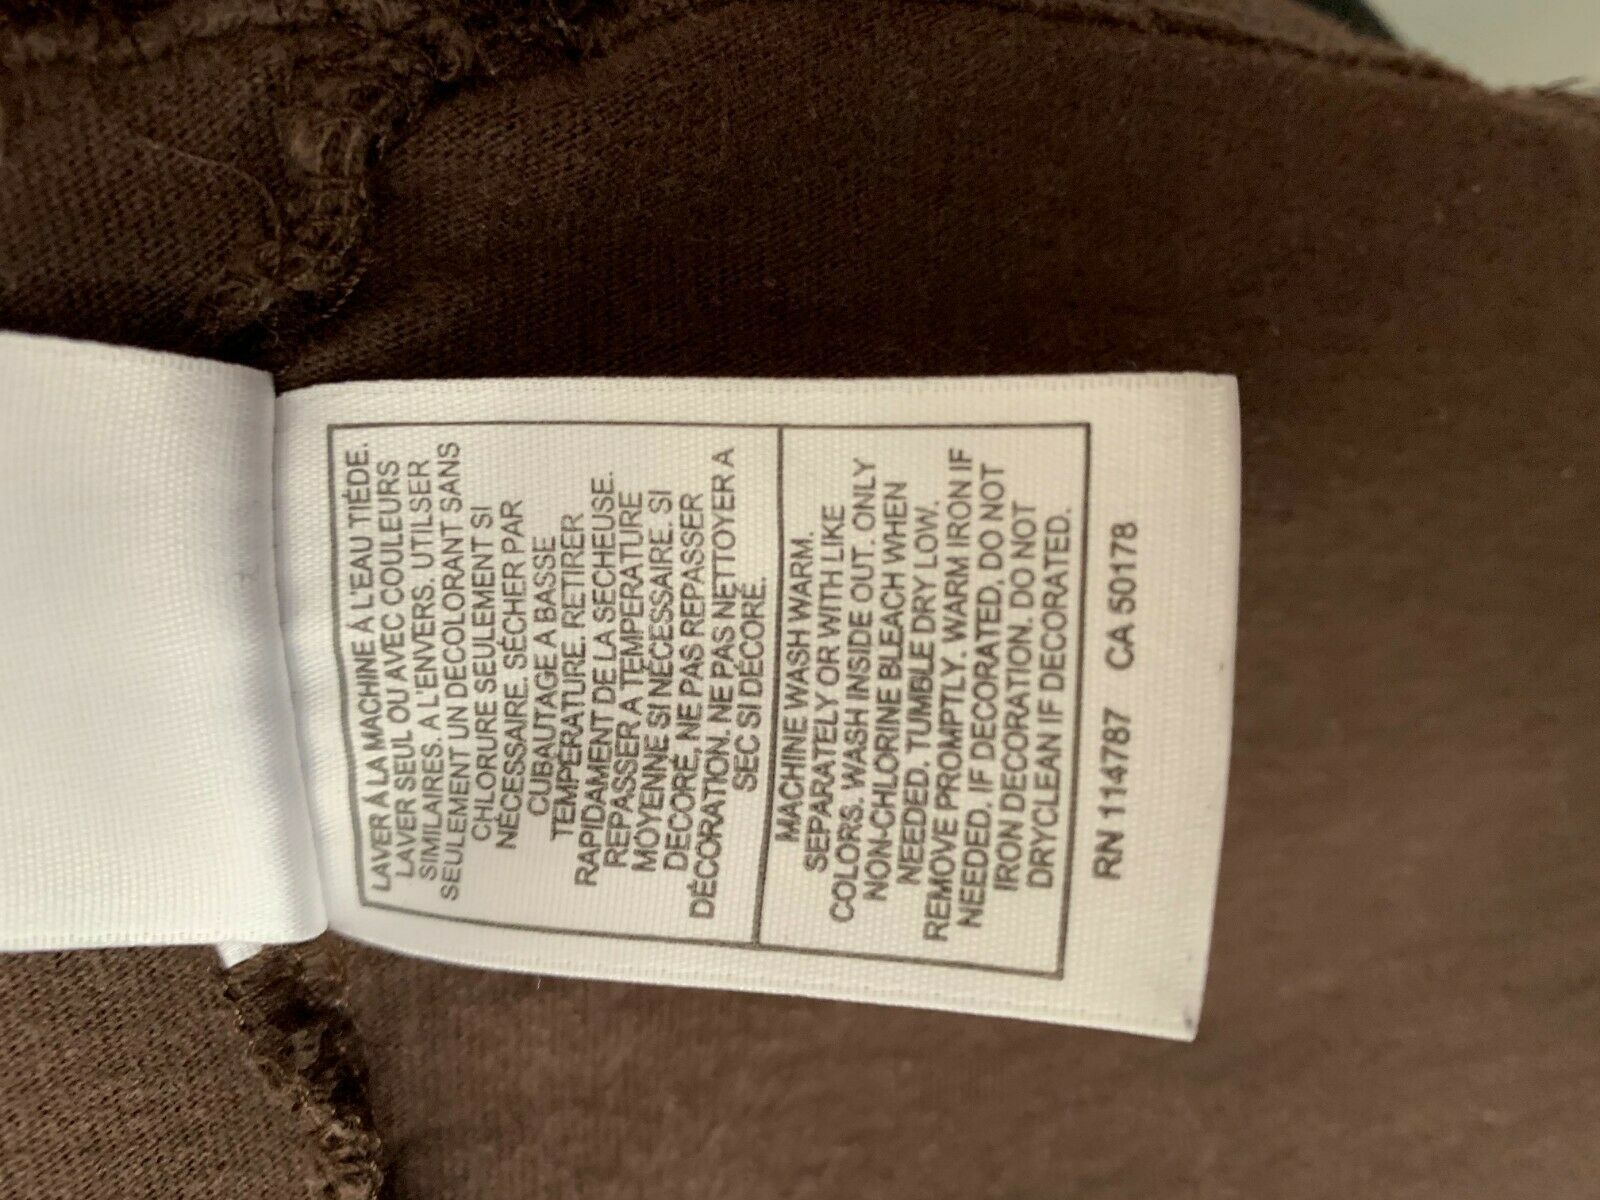 LAVER À LA MACHINE À L'EAU TIÉDE.
LAVER SEUL OU AVEC COULEURS
SIMILAIRES. A L'ENVERS. UTILSER
SEULEMENT UN DECOLORANT SANS
CHLORURE SEULEMENT SI
NÉCESSAIRE. SÉCHER PAR
CUBAUTAGE A BASSE
TEMPÉRATURE. RETIRER
RAPIDAMENT DE LA SECHEUSE.
REPASSER A TEMPÉRATURE
MOYENNE SI NÉCESSAIRE. SI
DECORÉ, NE PAS REPASSER
DÉCORATION. NE PAS NETTOYER A
SEC SI DÉCORÉ.
MACHINE WASH WARM.
SEPARATELY OR WITH LIKE
COLORS. WASH INSIDE OUT. ONLY
NON-CHLORINE BLEACH WHEN
NEEDED. TUMBLE DRY LOW.
REMOVE PROMPTLY. WARM IRON IF
NEEDED. IF DECORATED, DO NOT
IRON DECORATION. DO NOT
DRYCLEAN IF DECORATED.
RN 114787 CA 50178